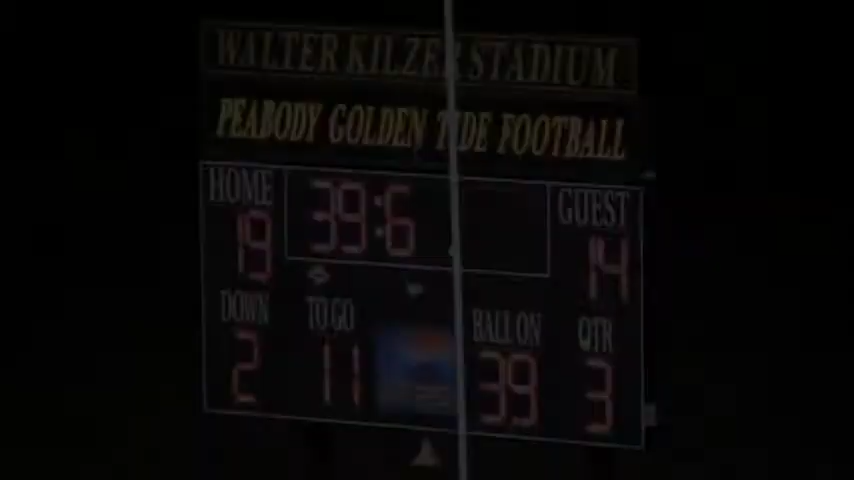 WALTER KILZER STADIUM
PEABODY GOLDEN TIDE FOOTBALL
HOME 39:6 GUEST
19 14
DOWN TO GO BALL ON QTR
2 11 39 3